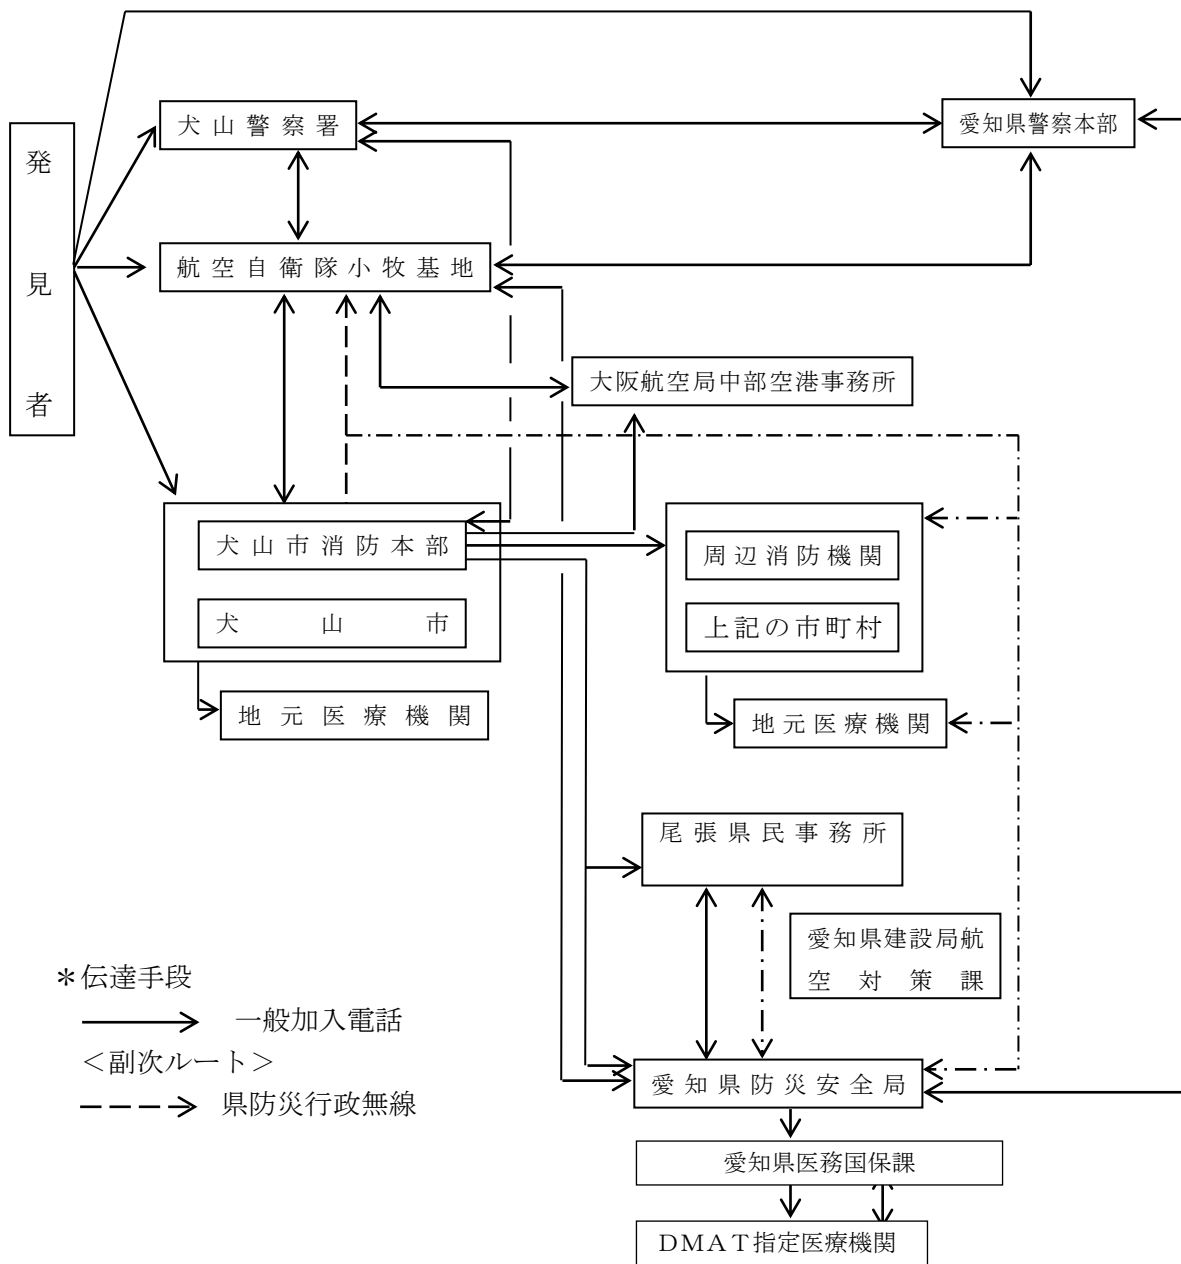 発見者
犬山警察署
愛知県警察本部
航空自衛隊小牧基地
大阪航空局中部空港事務所
犬山市消防本部
犬山市
地元医療機関
周辺消防機関
上記の市町村
地元医療機関
尾張県民事務所
愛知県建設局航
空対策課
愛知県防災安全局
愛知県医務国保課
DMAT指定医療機関
＊伝達手段
一般加入電話
＜副次ルート＞
県防災行政無線